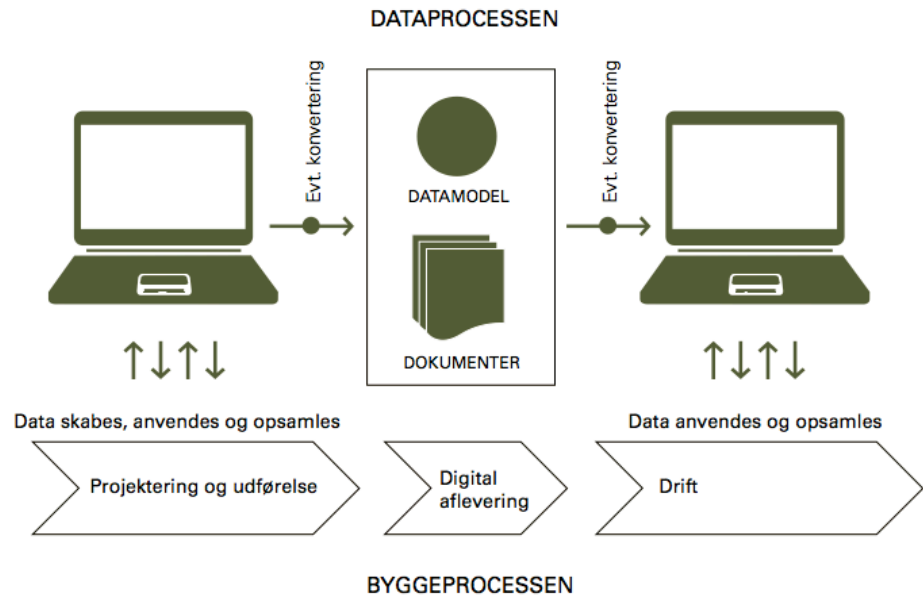 DATAPROCESSEN
Evt. konvertering
Evt. konvertering
DATAMODEL
DOKUMENTER
Data skabes, anvendes og opsamles
Data anvendes og opsamles
Projektering og udførelse
Digital
aflevering
Drift
BYGGEPROCESSEN